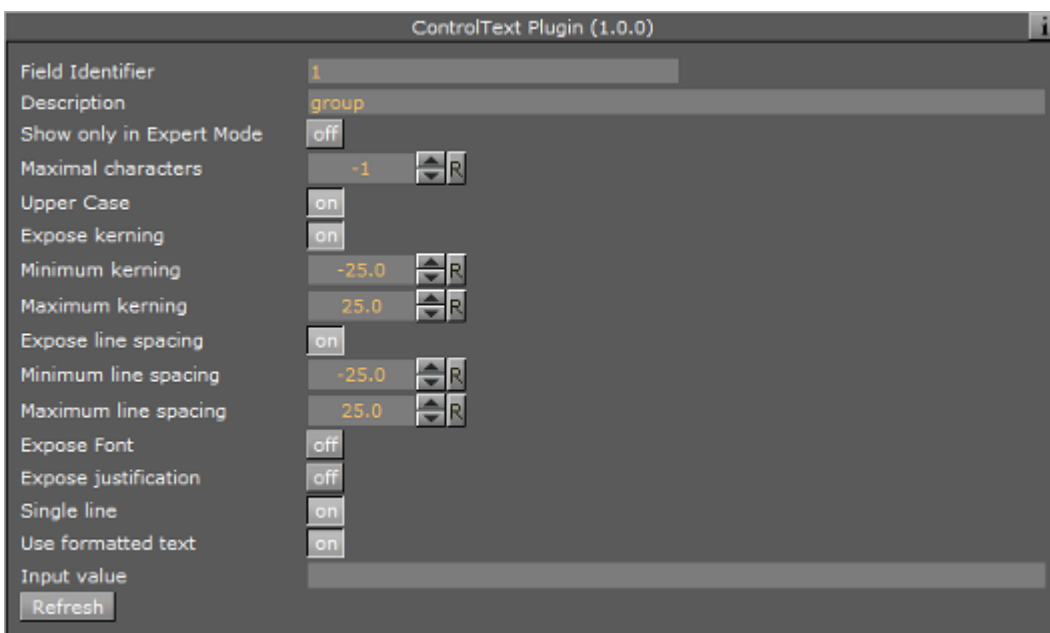 ControlText Plugin (1.0.0) i
Field Identifier 1
Description group
Show only in Expert Mode off
Maximal characters -1 R
Upper Case on
Expose kerning on
Minimum kerning -25.0 R
Maximum kerning 25.0 R
Expose line spacing on
Minimum line spacing -25.0 R
Maximum line spacing 25.0 R
Expose Font off
Expose justification off
Single line on
Use formatted text on
Input value
Refresh